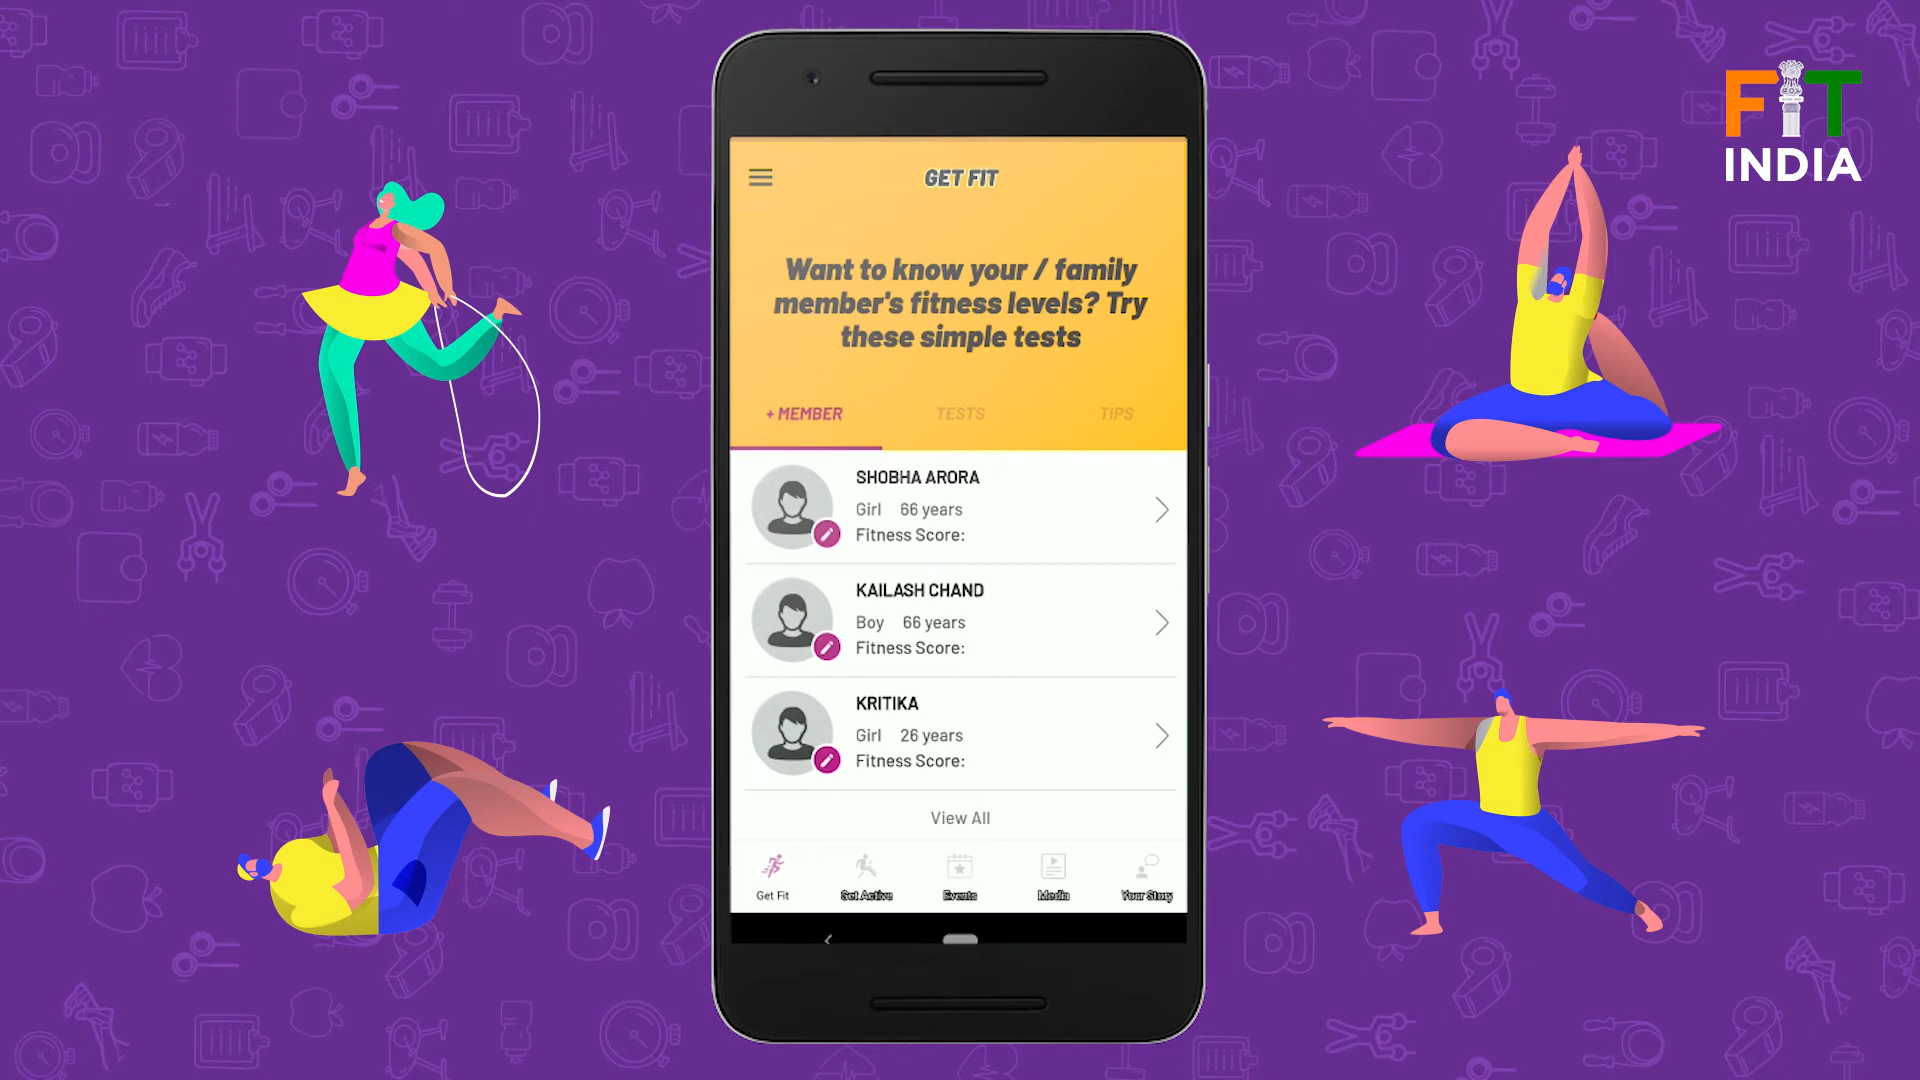 FIT
INDIA
GET FIT
Want to know your / family
member's fitness levels? Try
these simple tests
+ MEMBER TESTS TIPS
SHOBHA ARORA
Girl 66 years
Fitness Score:
KAILASH CHAND
Boy 66 years
Fitness Score:
KRITIKA
Girl 26 years
Fitness Score:
View All
Get Fit Get Active Events Media Your Story